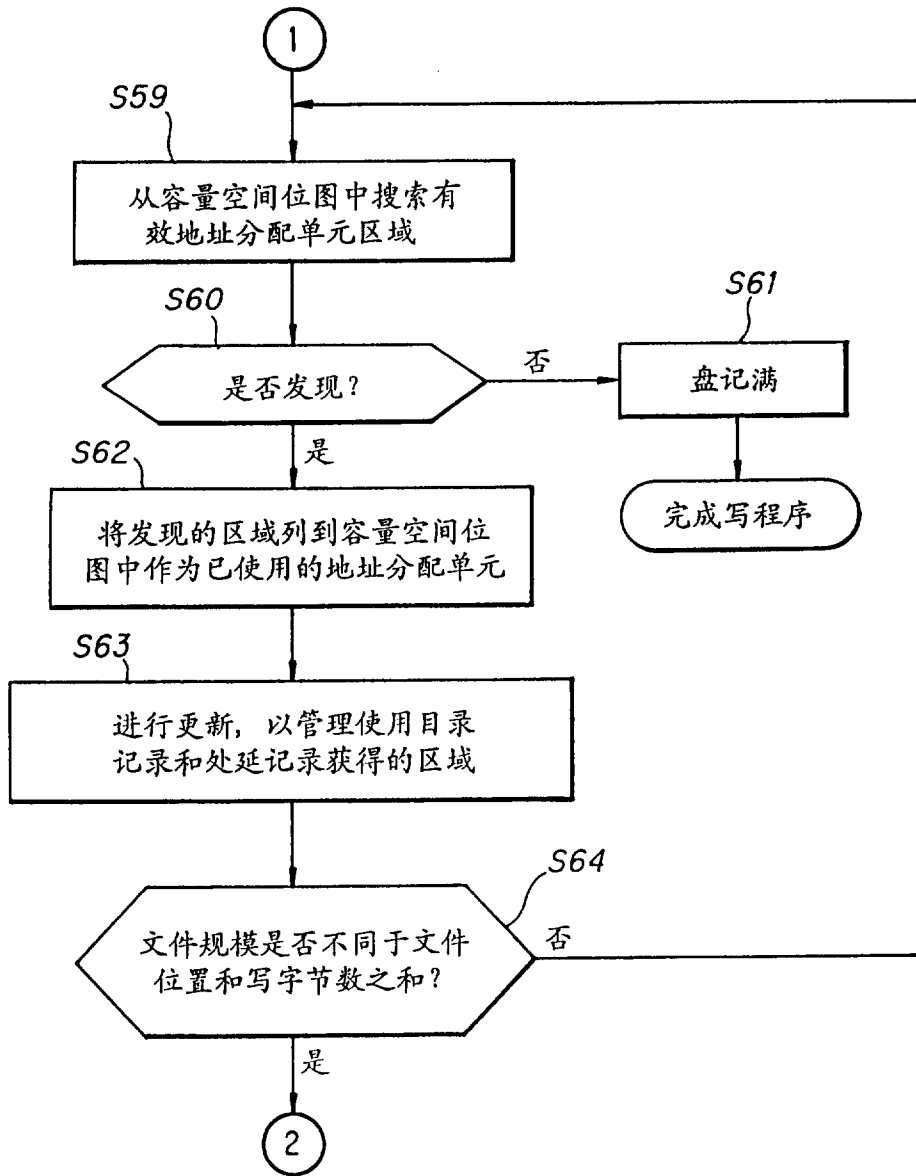 1
S59
从容量空间位图中搜索有
效地址分配单元区域
S60
是否发现?
否
S61
盘记满
完成写程序
是
S62
将发现的区域列到容量空间位
图中作为已使用的地址分配单元
S63
进行更新, 以管理使用目录
记录和处延记录获得的区域
S64
文件规模是否不同于文件
位置和写字节数之和?
否
是
2